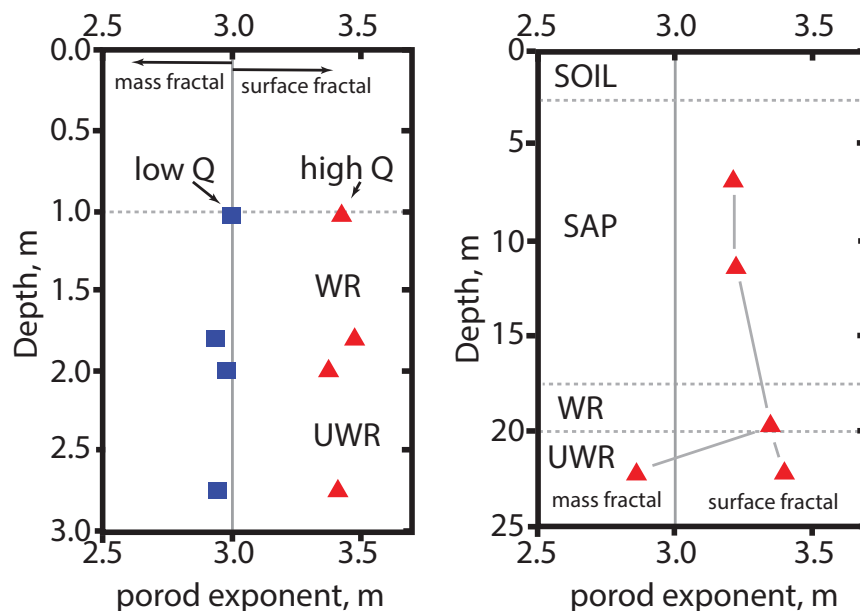 2.5 3.0 3.5
0.0
mass fractal surface fractal
0.5
low Q high Q
1.0
WR
1.5
2.0
UWR
2.5
3.0
2.5 3.0 3.5
Depth, m
porod exponent, m
2.5 3.0 3.5
0
SOIL
5
SAP
10
15
WR
20
UWR
mass fractal surface fractal
25
2.5 3.0 3.5
Depth, m
porod exponent, m